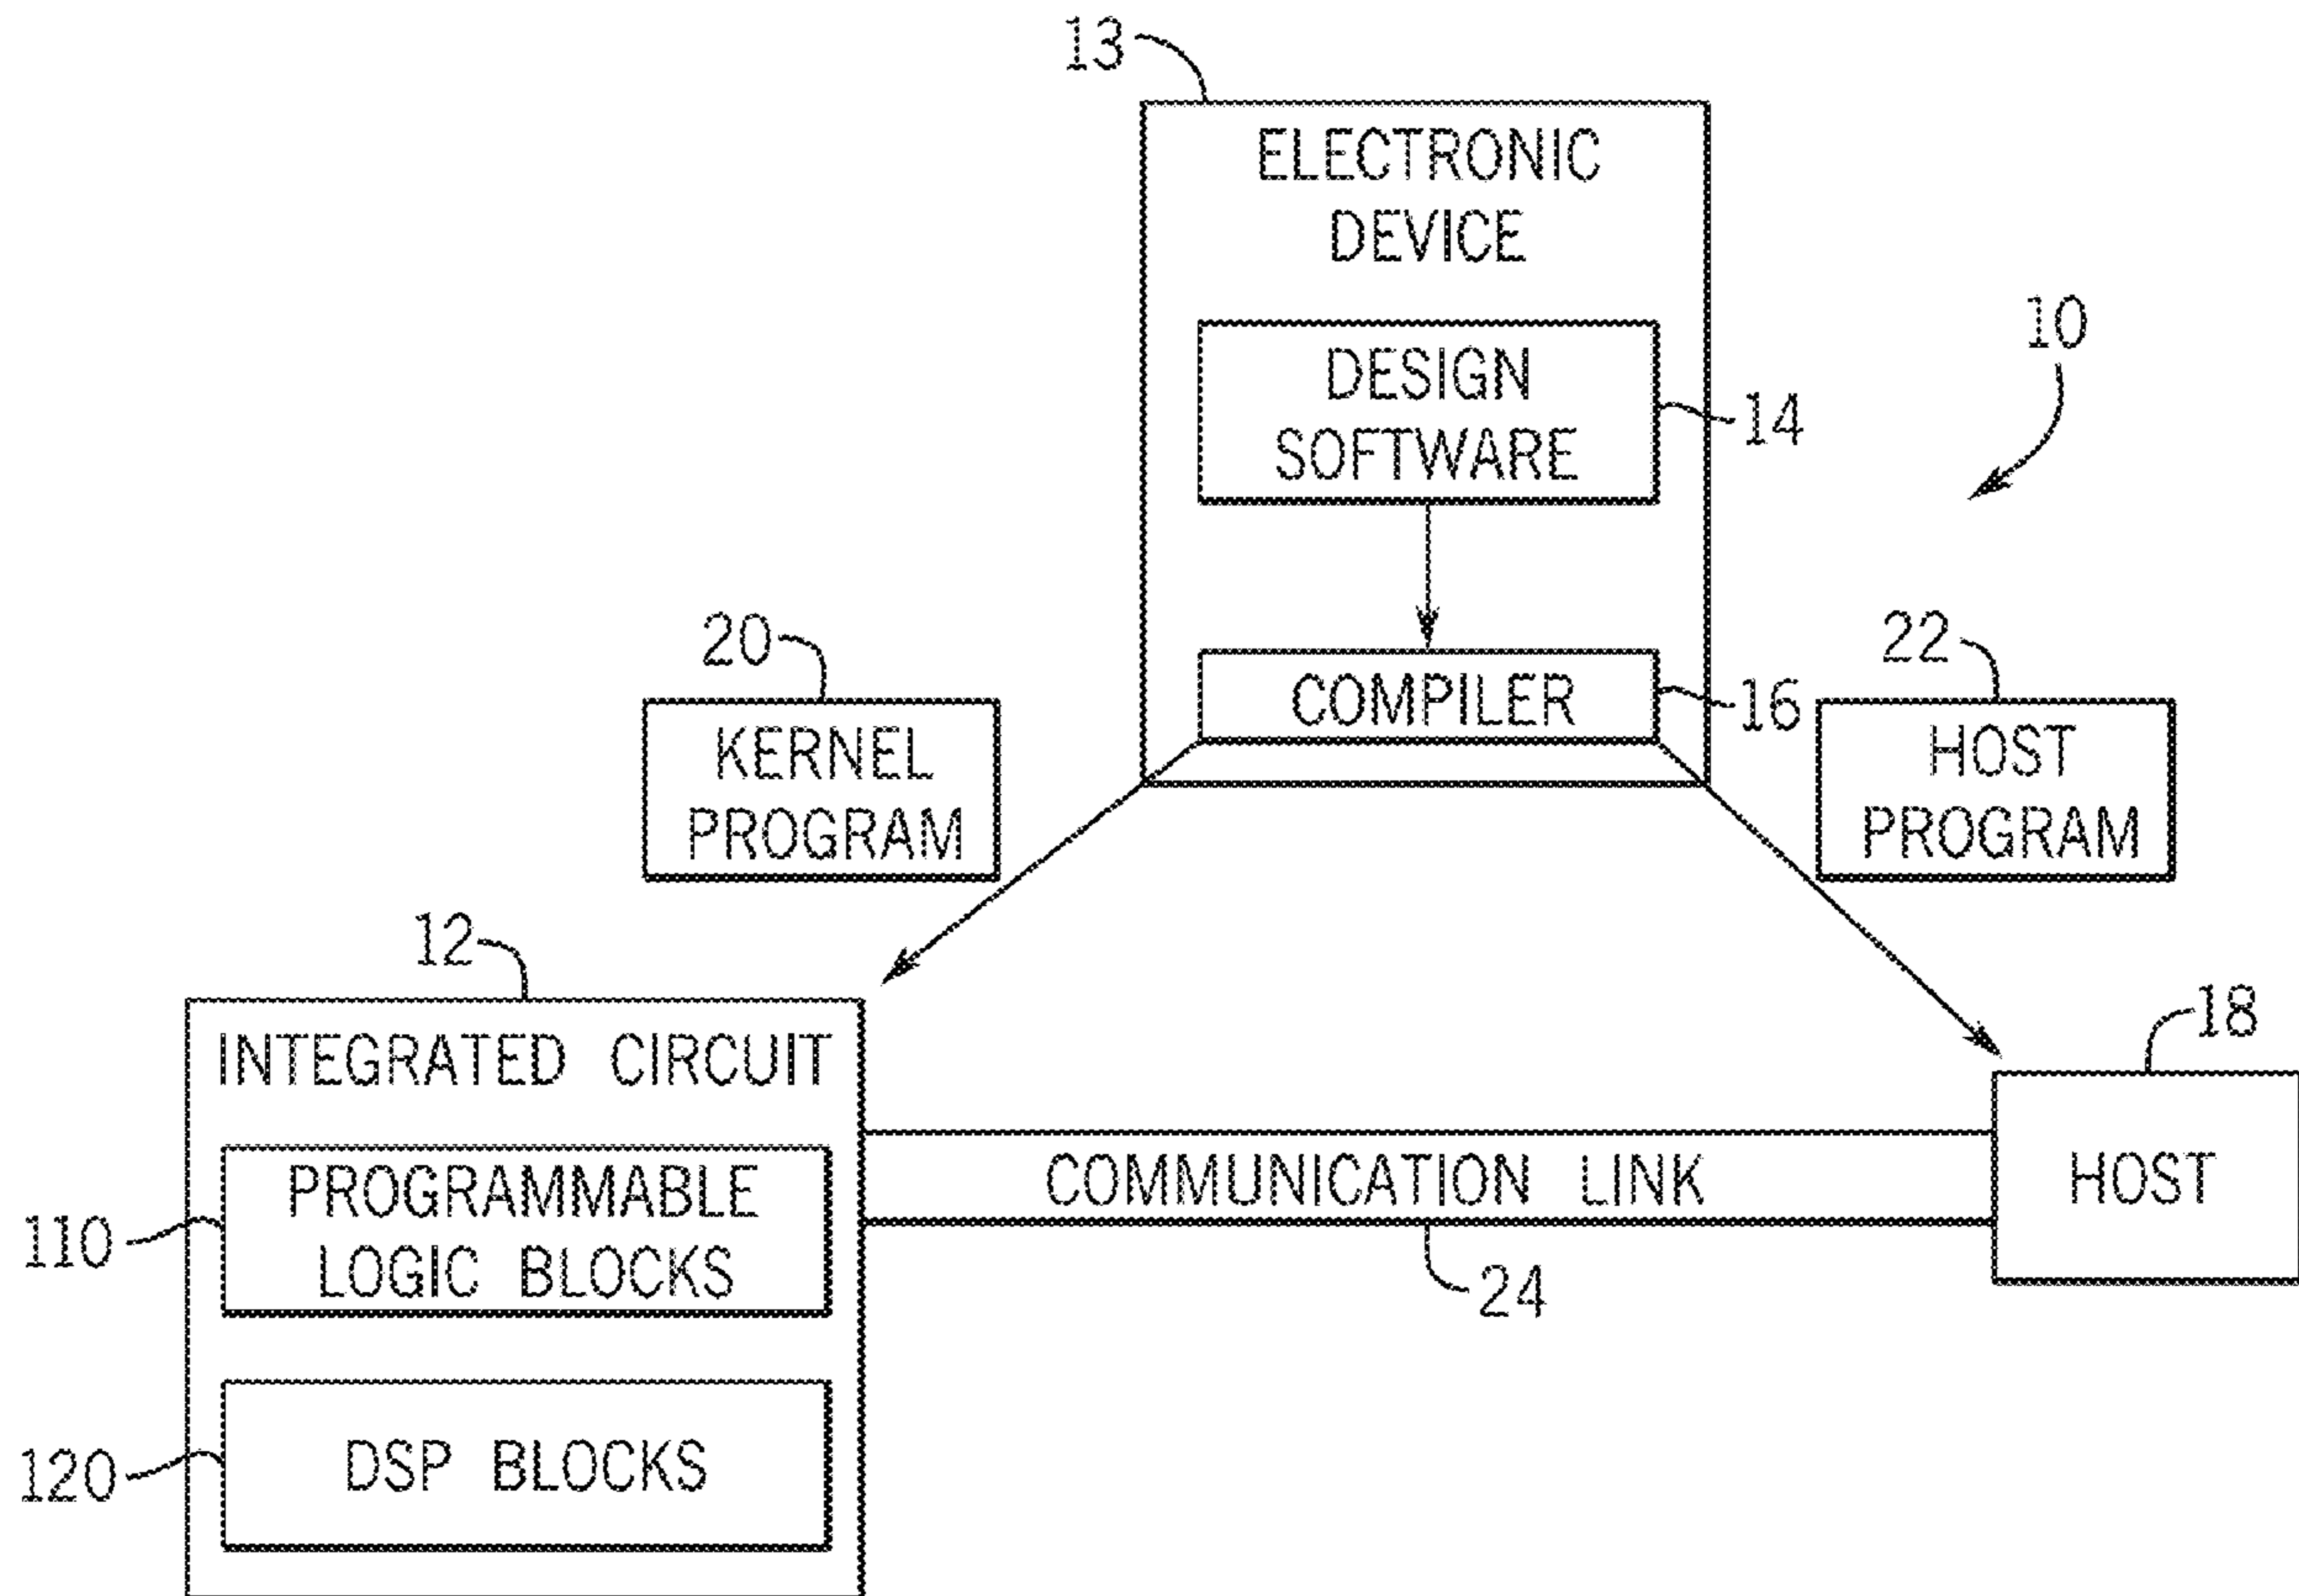 13
ELECTRONIC
DEVICE
10
DESIGN
SOFTWARE
14
20
22
COMPILER
16
KERNEL
PROGRAM
HOST
PROGRAM
12
18
INTEGRATED CIRCUIT
PROGRAMMABLE
LOGIC BLOCKS
110
COMMUNICATION LINK
HOST
24
DSP BLOCKS
120